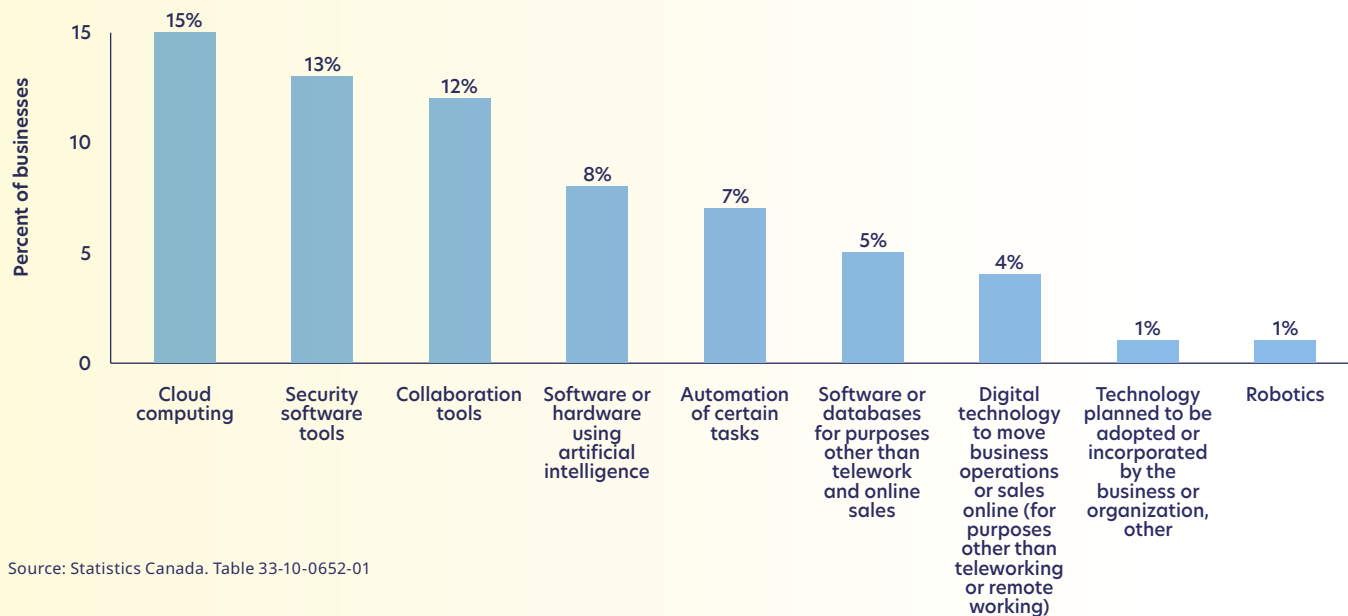 Percent of businesses
15
10
5
0
15%
13%
12%
8%
7%
5%
4%
1%
1%
Cloud
computing
Security
software
tools
Collaboration
tools
Software or
hardware
using
artificial
intelligence
Automation
of certain
tasks
Software or
databases
for purposes
other than
telework
and online
sales
Digital
technology
to move
business
operations
or sales
online (for
purposes
other than
teleworking
or remote
working)
Technology
planned to be
adopted or
incorporated
by the
business or
organization,
other
Robotics
Source: Statistics Canada. Table 33-10-0652-01